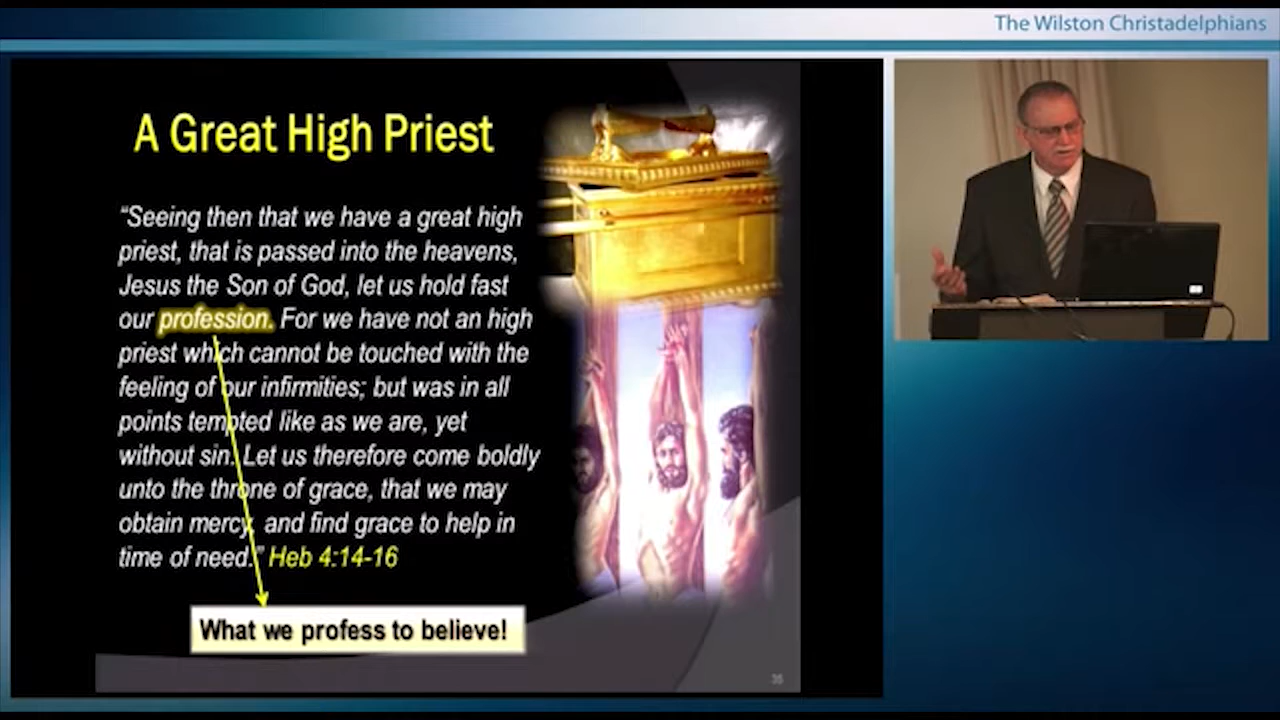 The Wilston Christadelphians
A Great High Priest
“Seeing then that we have a great high
priest, that is passed into the heavens,
Jesus the Son of God, let us hold fast
our profession. For we have not an high
priest which cannot be touched with the
feeling of our infirmities; but was in all
points tempted like as we are, yet
without sin. Let us therefore come boldly
unto the throne of grace, that we may
obtain mercy, and find grace to help in
time of need.” Heb 4:14-16
What we profess to believe!